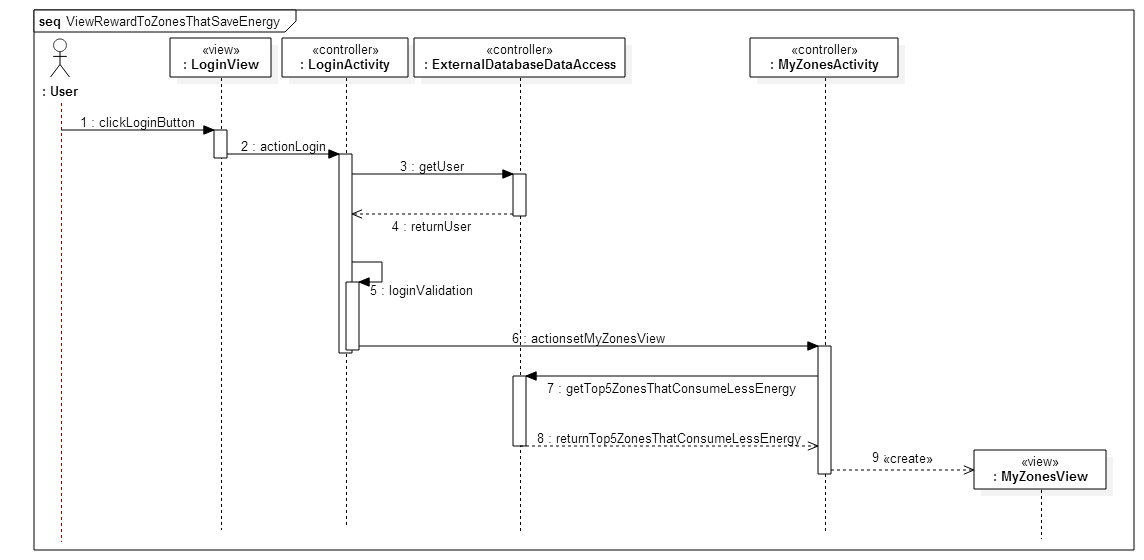 seq ViewRewardToZonesThatSaveEnergy
: User
«view»
: LoginView
«controller»
: LoginActivity
«controller»
: ExternalDatabaseDataAccess
«controller»
: MyZonesActivity
1 : clickLoginButton
2 : actionLogin
3 : getUser
4 : returnUser
5 : loginValidation
6 : actionsetMyZonesView
7 : getTop5ZonesThatConsumeLessEnergy
8 : returnTop5ZonesThatConsumeLessEnergy
9 : «create»
«view»
: MyZonesView